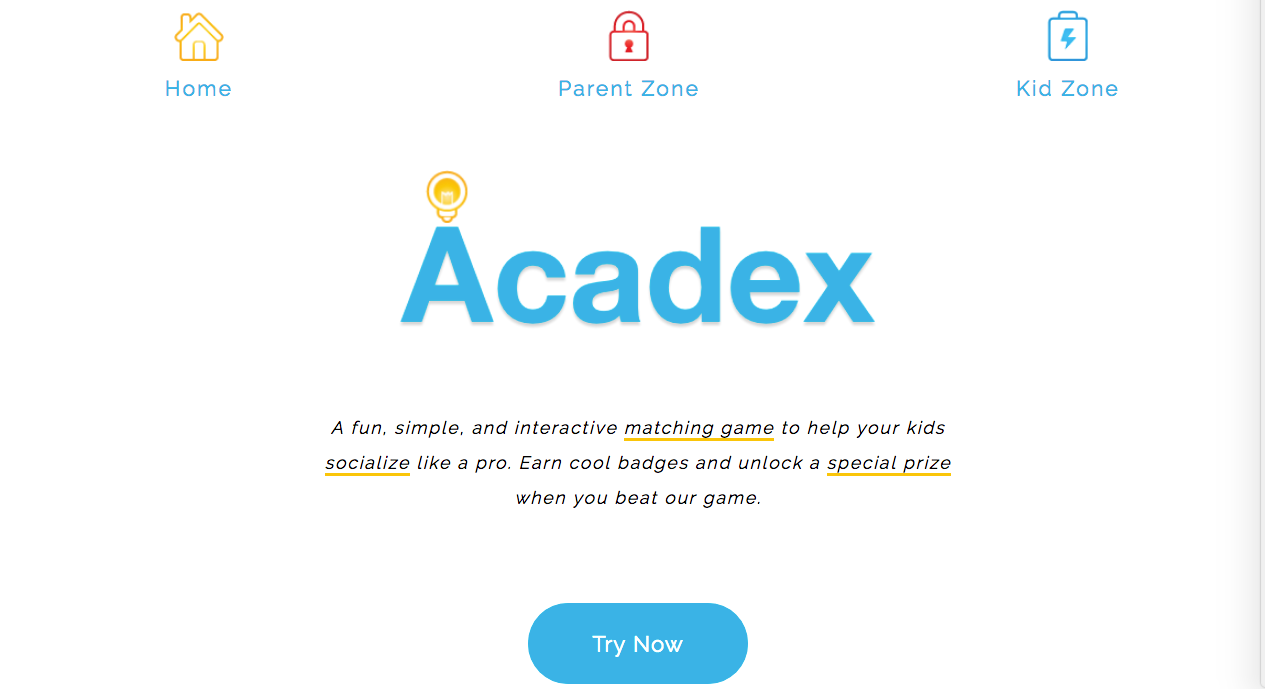 Home
Parent Zone
Kid Zone
Acadex
A fun, simple, and interactive matching game to help your kids
socialize like a pro. Earn cool badges and unlock a special prize
when you beat our game.
Try Now